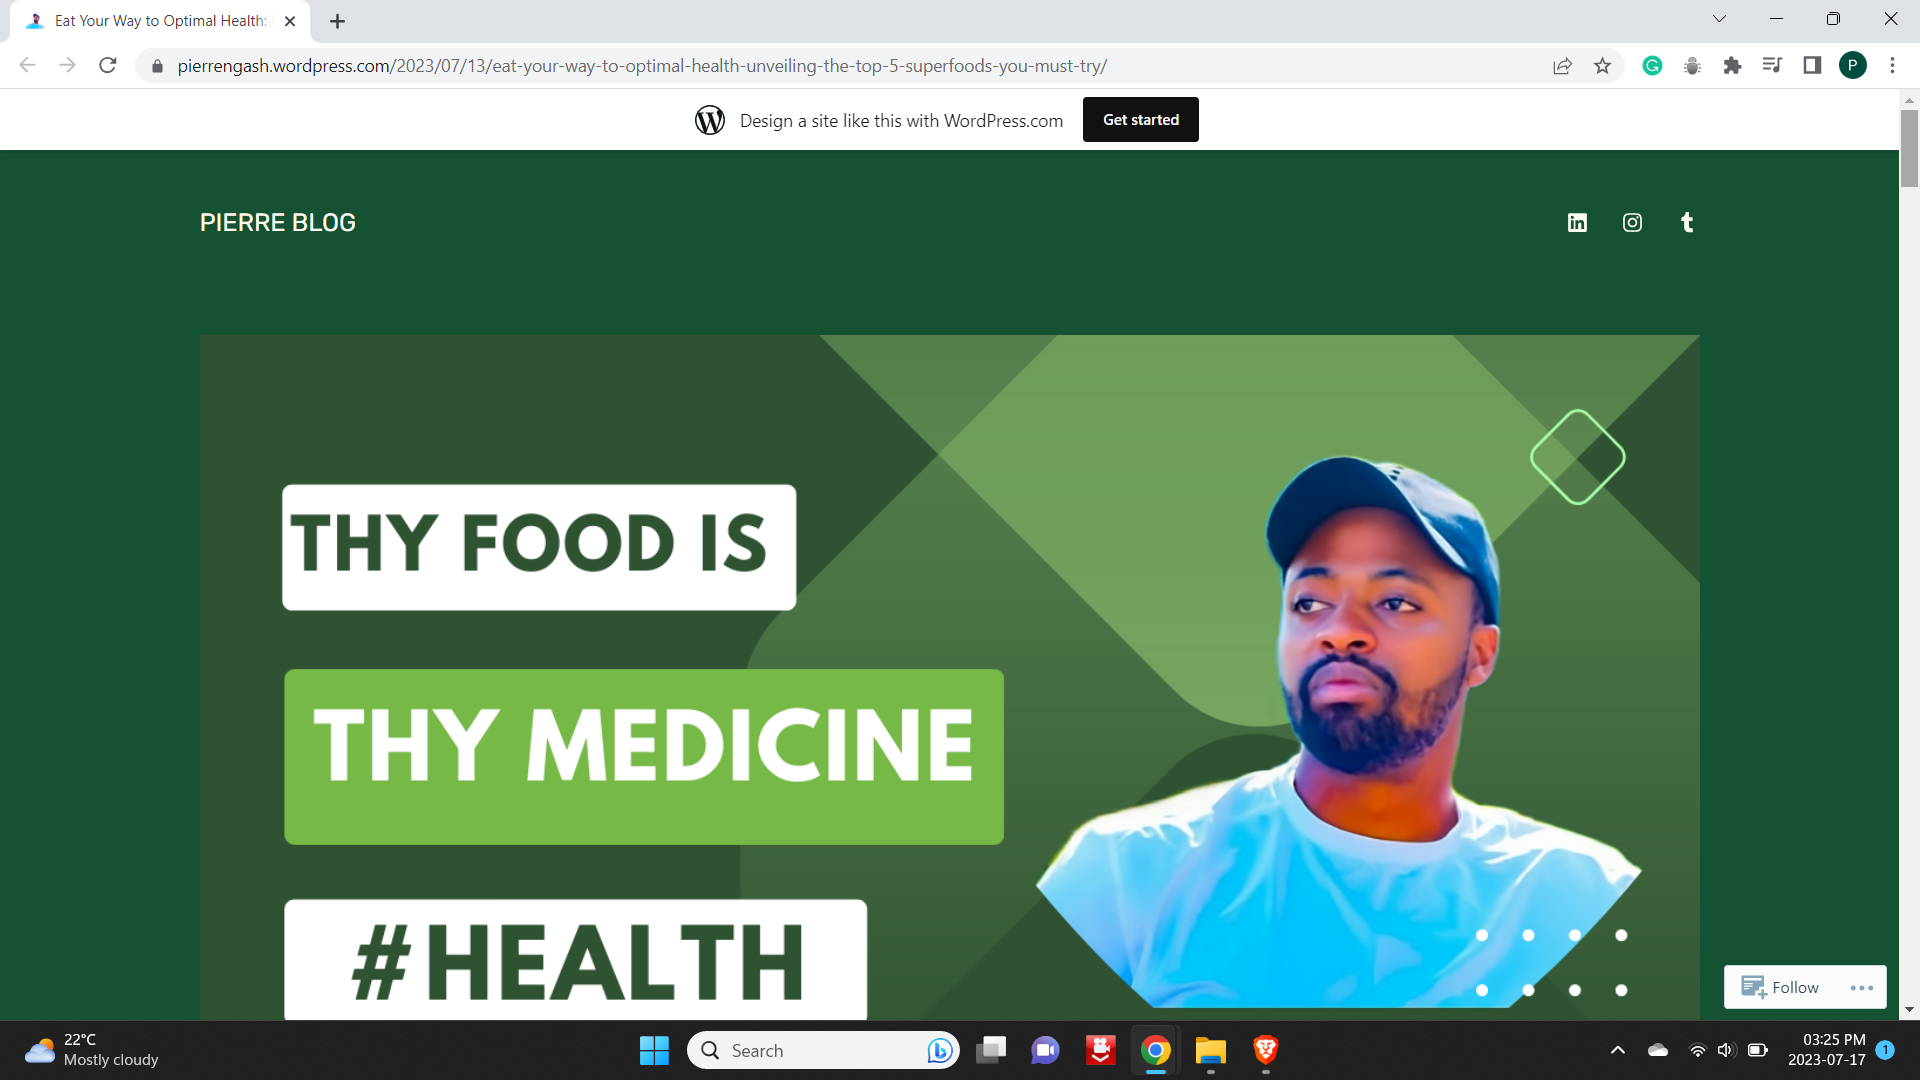 Eat Your Way to Optimal Health:
pierrengash.wordpress.com/2023/07/13/eat-your-way-to-optimal-health-unveiling-the-top-5-superfoods-you-must-try/
P
Design a site like this with WordPress.com
Get started
PIERRE BLOG
THY FOOD IS
THY MEDICINE
#HEALTH
Follow
22°C
Mostly cloudy
Search
03:25 PM
2023-07-17
1